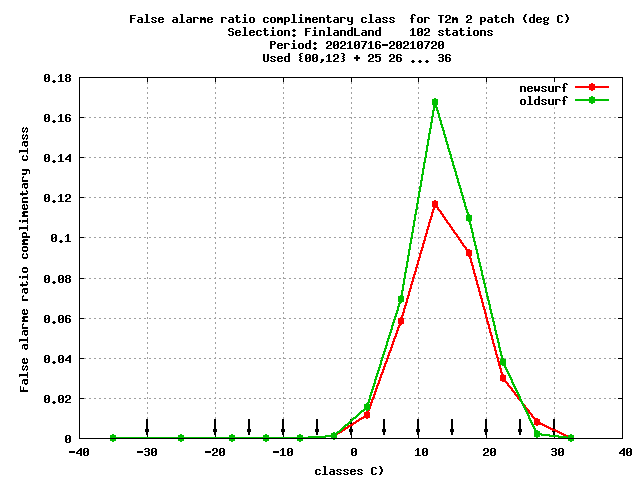 False alarme ratio complimentary class  for T2m 2 patch (deg C)
Selection: FinlandLand    102 stations
Period: 20210716-20210720
Used {00,12} + 25 26 ... 36
newsurf
oldsurf
0.18
0.16
0.14
0.12
0.1
0.08
0.06
0.04
0.02
0
False alarme ratio complimentary class
-40 -30 -20 -10 0 10 20 30 40
classes C)